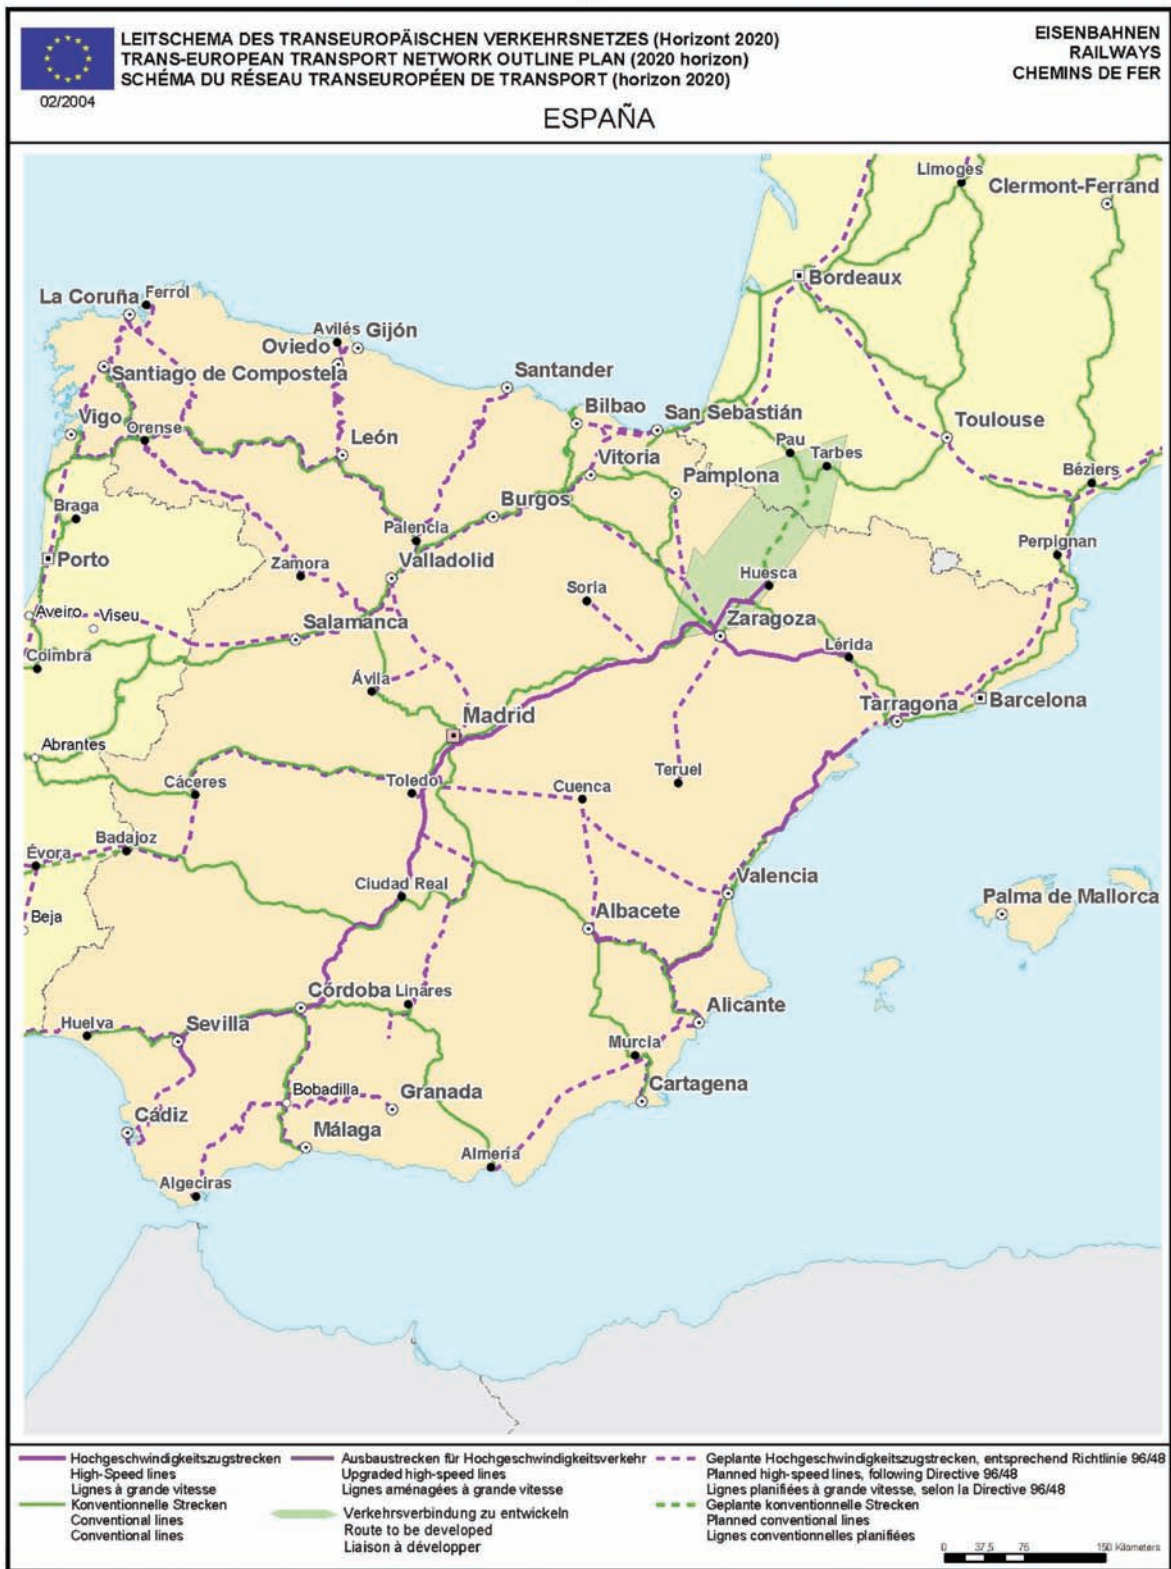 LEITSCHEMA DES TRANSEUROPÄISCHEN VERKEHRSNETZES (Horizont 2020)
TRANS-EUROPEAN TRANSPORT NETWORK OUTLINE PLAN (2020 horizon)
SCHÉMA DU RÉSEAU TRANSEUROPÉEN DE TRANSPORT (horizon 2020)
EISENBAHNEN
RAILWAYS
CHEMINS DE FER
02/2004
ESPAÑA
Limoges
Clermont-Ferrand
Bordeaux
La Coruña
Ferrol
Avilés
Gijón
Oviedo
Santiago de Compostela
Santander
Bilbao
San Sebastián
Vigo
Orense
León
Toulouse
Pau
Tarbes
Vitoria
Pamplona
Béziers
Burgos
Braga
Palencia
Porto
Valladolid
Perpignan
Zamora
Soria
Huesca
Aveiro
Viseu
Salamanca
Zaragoza
Coimbra
Lérida
Ávila
Tarragona
Barcelona
Madrid
Abrantes
Cáceres
Toledo
Cuenca
Teruel
Badajoz
Évora
Ciudad Real
Valencia
Palma de Mallorca
Beja
Albacete
Córdoba
Linares
Alicante
Huelva
Sevilla
Murcia
Bobadilla
Granada
Cartagena
Cádiz
Málaga
Almería
Algeciras
Hochgeschwindigkeitszugstrecken
High-Speed lines
Lignes à grande vitesse
Konventionelle Strecken
Conventional lines
Conventional lines
Ausbaustrecken für Hochgeschwindigkeitsverkehr
Upgraded high-speed lines
Lignes aménagées à grande vitesse
Verkehrsverbindung zu entwickeln
Route to be developed
Liaison à développer
Geplante Hochgeschwindigkeitszugstrecken, entsprechend Richtlinie 96/48
Planned high-speed lines, following Directive 96/48
Lignes planifiées à grande vitesse, selon la Directive 96/48
Geplante konventionelle Strecken
Planned conventional lines
Lignes conventionnelles planifiées
0 37,5 75 150 Kilometers